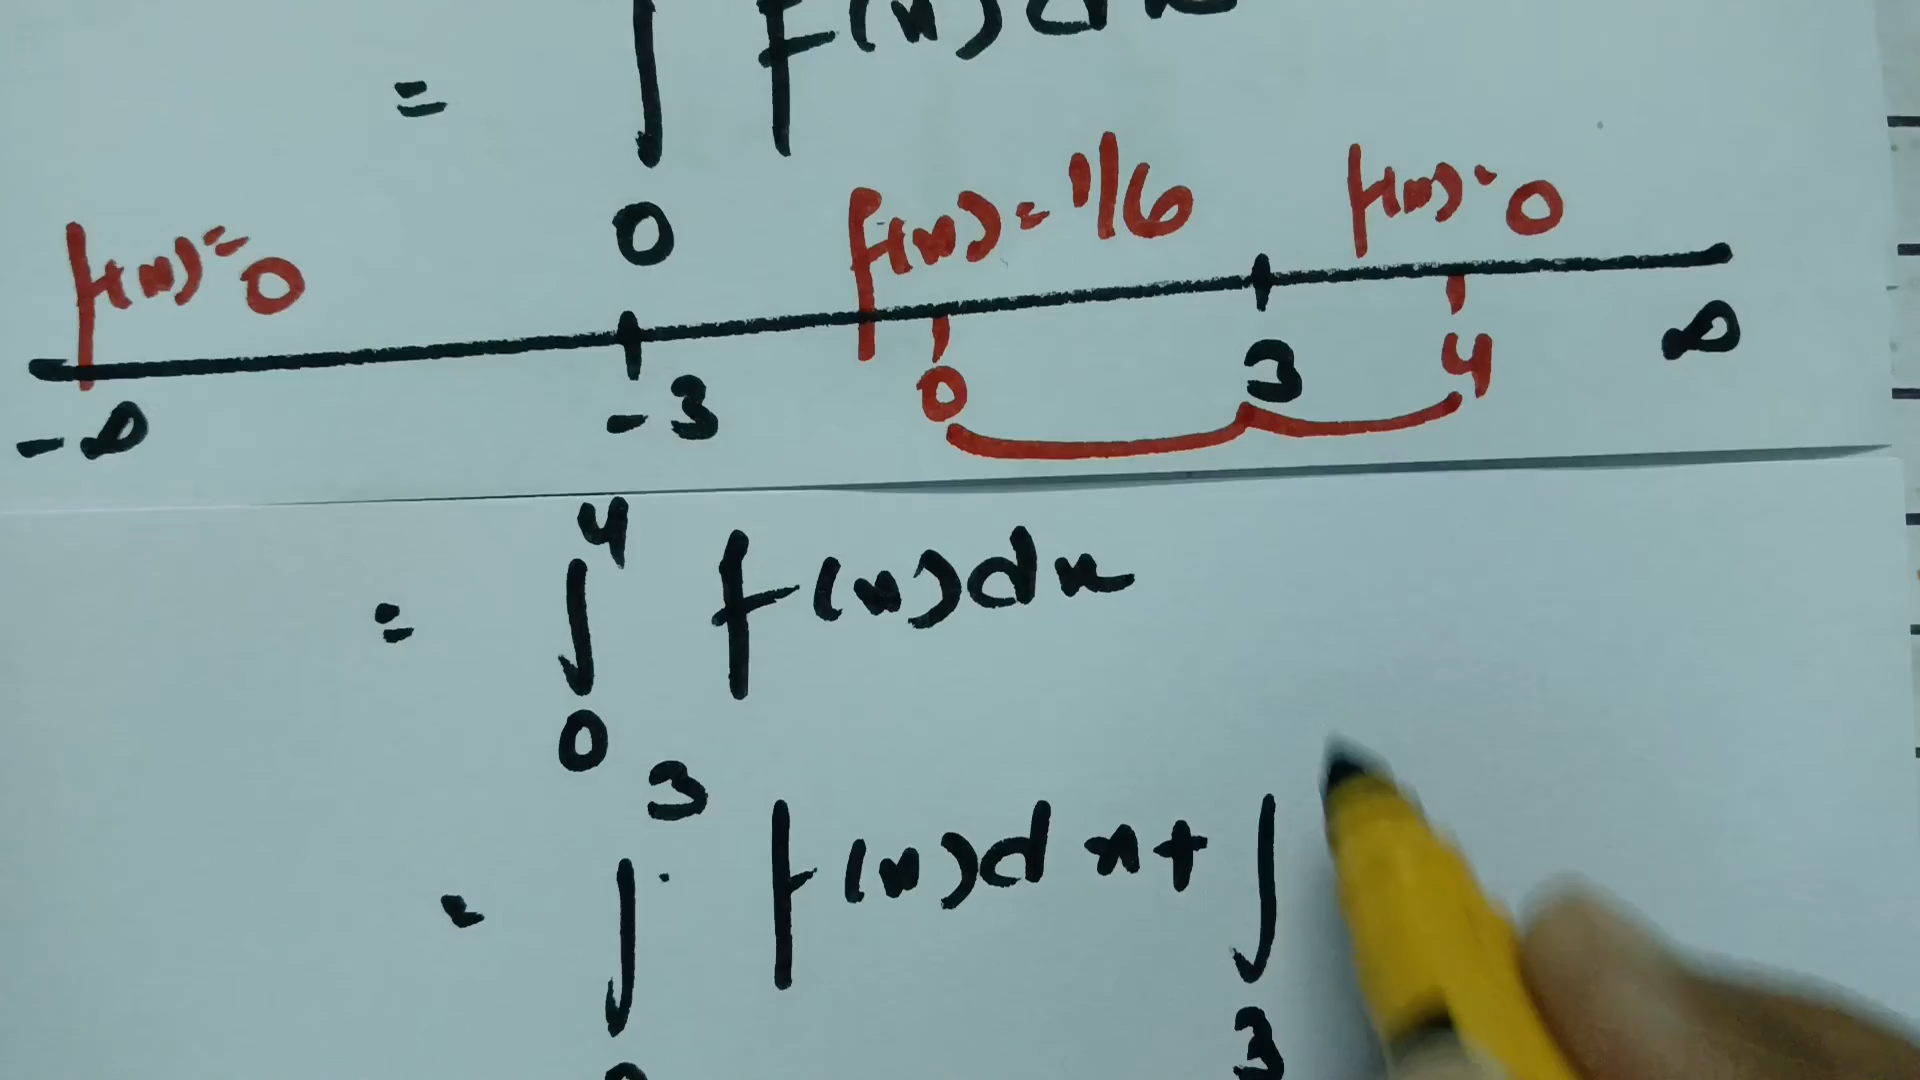 = ∫ f(x)dx
0
f(x)=0 f(x)=1/6 f(x)=0
-∞ -3 0 3 4 ∞
4
= ∫ f(x)dx
0
3
= ∫ f(x)dx + ∫
0 3